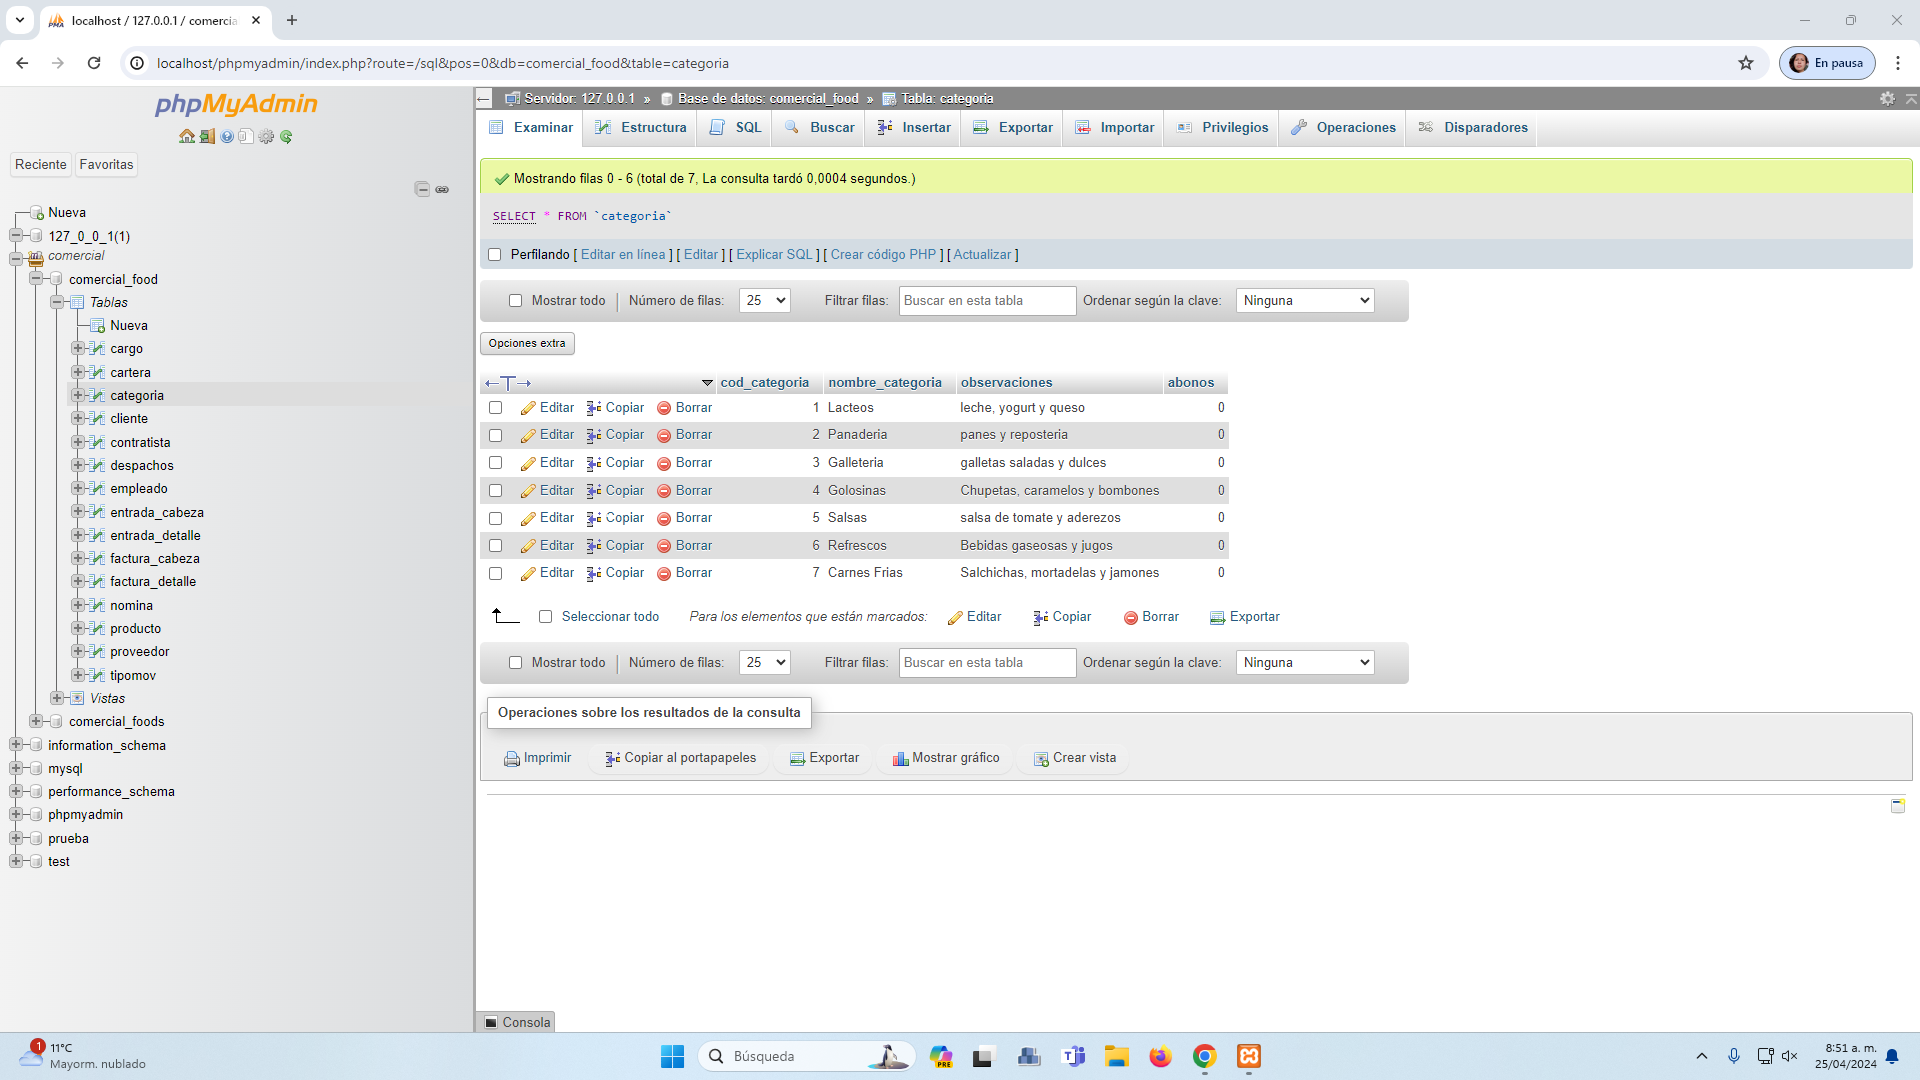 localhost / 127.0.0.1 / comercia
localhost/phpmyadmin/index.php?route=/sql&pos=0&db=comercial_food&table=categoria
En pausa
phpMyAdmin
Reciente Favoritas
Nueva
127_0_0_1(1)
comercial
comercial_food
Tablas
Nueva
cargo
cartera
categoria
cliente
contratista
despachos
empleado
entrada_cabeza
entrada_detalle
factura_cabeza
factura_detalle
nomina
producto
proveedor
tipomov
Vistas
comercial_foods
information_schema
mysql
performance_schema
phpmyadmin
prueba
test
Servidor: 127.0.0.1 » Base de datos: comercial_food » Tabla: categoria
Examinar Estructura SQL Buscar Insertar Exportar Importar Privilegios Operaciones Disparadores
Mostrando filas 0 - 6 (total de 7, La consulta tardó 0,0004 segundos.)
SELECT * FROM `categoria`
Perfilando [ Editar en línea ] [ Editar ] [ Explicar SQL ] [ Crear código PHP ] [ Actualizar ]
Mostrar todo Número de filas: 25 Filtrar filas: Buscar en esta tabla Ordenar según la clave: Ninguna
Opciones extra
←T→ cod_categoria nombre_categoria observaciones abonos
Editar Copiar Borrar 1 Lacteos leche, yogurt y queso 0
Editar Copiar Borrar 2 Panaderia panes y reposteria 0
Editar Copiar Borrar 3 Galleteria galletas saladas y dulces 0
Editar Copiar Borrar 4 Golosinas Chupetas, caramelos y bombones 0
Editar Copiar Borrar 5 Salsas salsa de tomate y aderezos 0
Editar Copiar Borrar 6 Refrescos Bebidas gaseosas y jugos 0
Editar Copiar Borrar 7 Carnes Frias Salchichas, mortadelas y jamones 0
Seleccionar todo Para los elementos que están marcados: Editar Copiar Borrar Exportar
Mostrar todo Número de filas: 25 Filtrar filas: Buscar en esta tabla Ordenar según la clave: Ninguna
Operaciones sobre los resultados de la consulta
Imprimir Copiar al portapapeles Exportar Mostrar gráfico Crear vista
Consola
1
11°C
Mayorm. nublado
Búsqueda
PRE
8:51 a. m.
25/04/2024